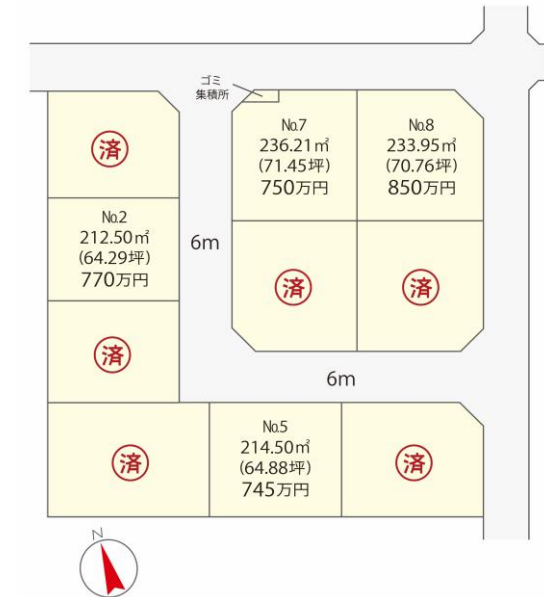 ゴミ
集積所
No.7
236.21㎡
(71.45坪)
750万円
No.8
233.95㎡
(70.76坪)
850万円
済
No.2
212.50㎡
(64.29坪)
770万円
6m
済
済
済
6m
済
No.5
214.50㎡
(64.88坪)
745万円
済
N